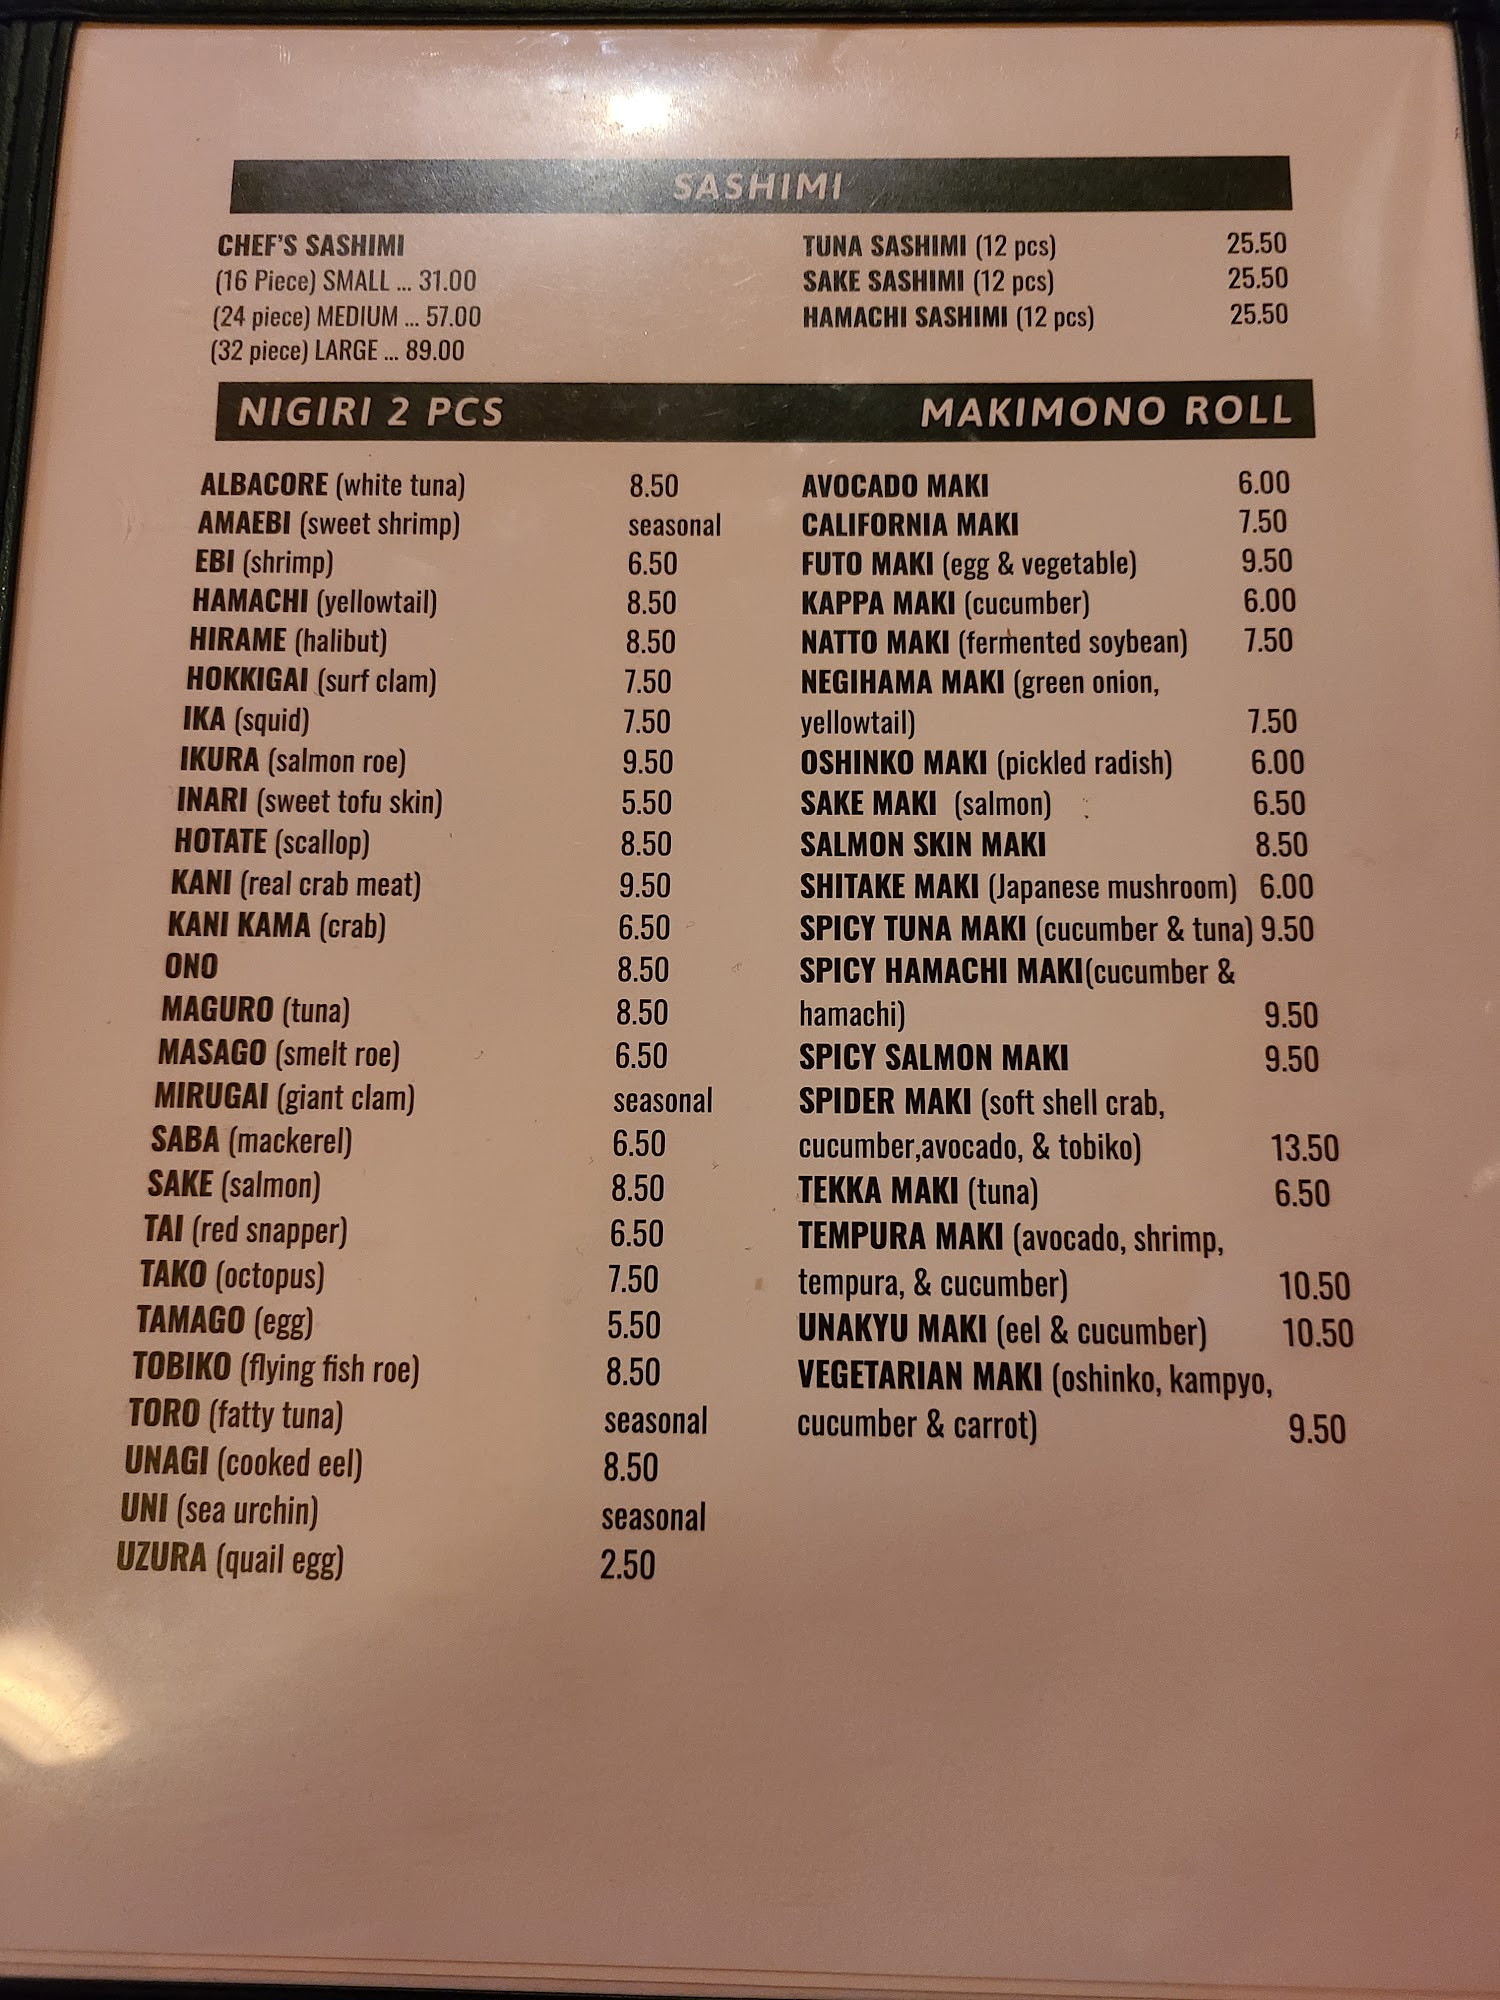 SASHIMI
CHEF'S SASHIMI
(16 Piece) SMALL ... 31.00
(24 piece) MEDIUM ... 57.00
(32 piece) LARGE ... 89.00
TUNA SASHIMI (12 pcs) 25.50
SAKE SASHIMI (12 pcs) 25.50
HAMACHI SASHIMI (12 pcs) 25.50
NIGIRI 2 PCS
ALBACORE (white tuna) 8.50
AMAEBI (sweet shrimp) seasonal
EBI (shrimp) 6.50
HAMACHI (yellowtail) 8.50
HIRAME (halibut) 8.50
HOKKIGAI (surf clam) 7.50
IKA (squid) 7.50
IKURA (salmon roe) 9.50
INARI (sweet tofu skin) 5.50
HOTATE (scallop) 8.50
KANI (real crab meat) 9.50
KANI KAMA (crab) 6.50
ONO 8.50
MAGURO (tuna) 8.50
MASAGO (smelt roe) 6.50
MIRUGAI (giant clam) seasonal
SABA (mackerel) 6.50
SAKE (salmon) 8.50
TAI (red snapper) 6.50
TAKO (octopus) 7.50
TAMAGO (egg) 5.50
TOBIKO (flying fish roe) 8.50
TORO (fatty tuna) seasonal
UNAGI (cooked eel) 8.50
UNI (sea urchin) seasonal
UZURA (quail egg) 2.50
MAKIMONO ROLL
AVOCADO MAKI 6.00
CALIFORNIA MAKI 7.50
FUTO MAKI (egg & vegetable) 9.50
KAPPA MAKI (cucumber) 6.00
NATTO MAKI (fermented soybean) 7.50
NEGIHAMA MAKI (green onion,
yellowtail) 7.50
OSHINKO MAKI (pickled radish) 6.00
SAKE MAKI (salmon) 6.50
SALMON SKIN MAKI 8.50
SHITAKE MAKI (Japanese mushroom) 6.00
SPICY TUNA MAKI (cucumber & tuna) 9.50
SPICY HAMACHI MAKI(cucumber &
hamachi) 9.50
SPICY SALMON MAKI 9.50
SPIDER MAKI (soft shell crab,
cucumber,avocado, & tobiko) 13.50
TEKKA MAKI (tuna) 6.50
TEMPURA MAKI (avocado, shrimp,
tempura, & cucumber) 10.50
UNAKYU MAKI (eel & cucumber) 10.50
VEGETARIAN MAKI (oshinko, kampyo,
cucumber & carrot) 9.50